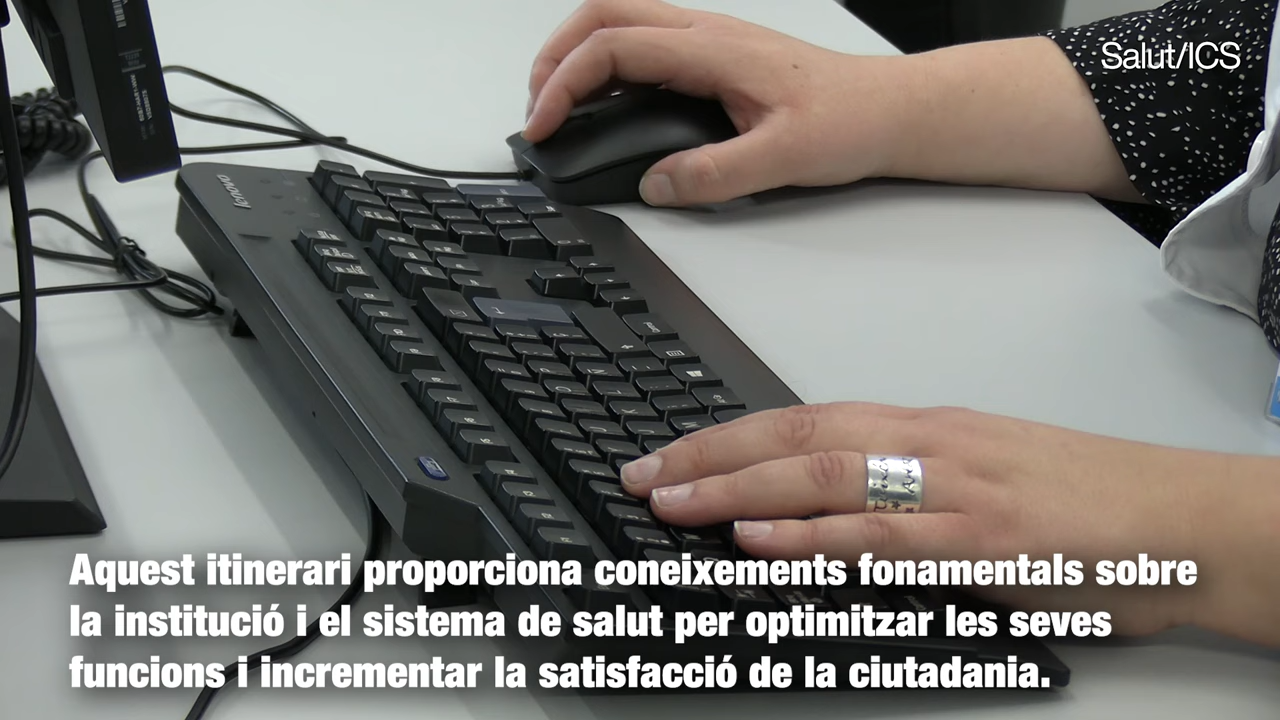 Salut/ICS
lenovo
Aquest itinerari proporciona coneixements fonamentals sobre
la institució i el sistema de salut per optimitzar les seves
funcions i incrementar la satisfacció de la ciutadania.